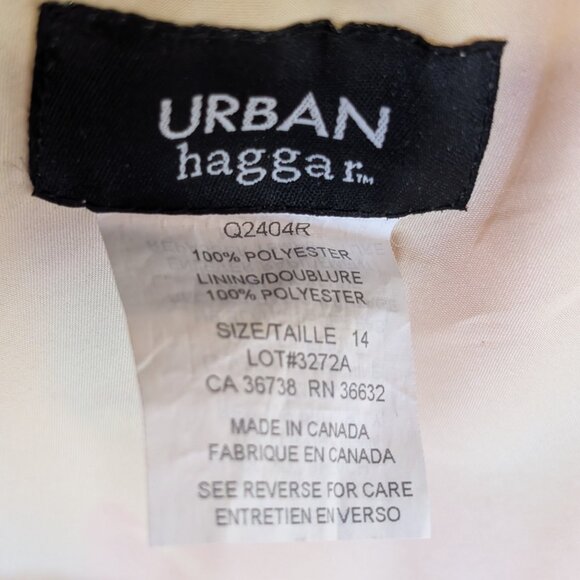 URBAN
haggar™
Q2404R
100% POLYESTER
LINING/DOUBLURE
100% POLYESTER
SIZE/TAILLE 14
LOT#3272A
CA 36738 RN 36632
MADE IN CANADA
FABRIQUE EN CANADA
SEE REVERSE FOR CARE
ENTRETIEN EN VERSO